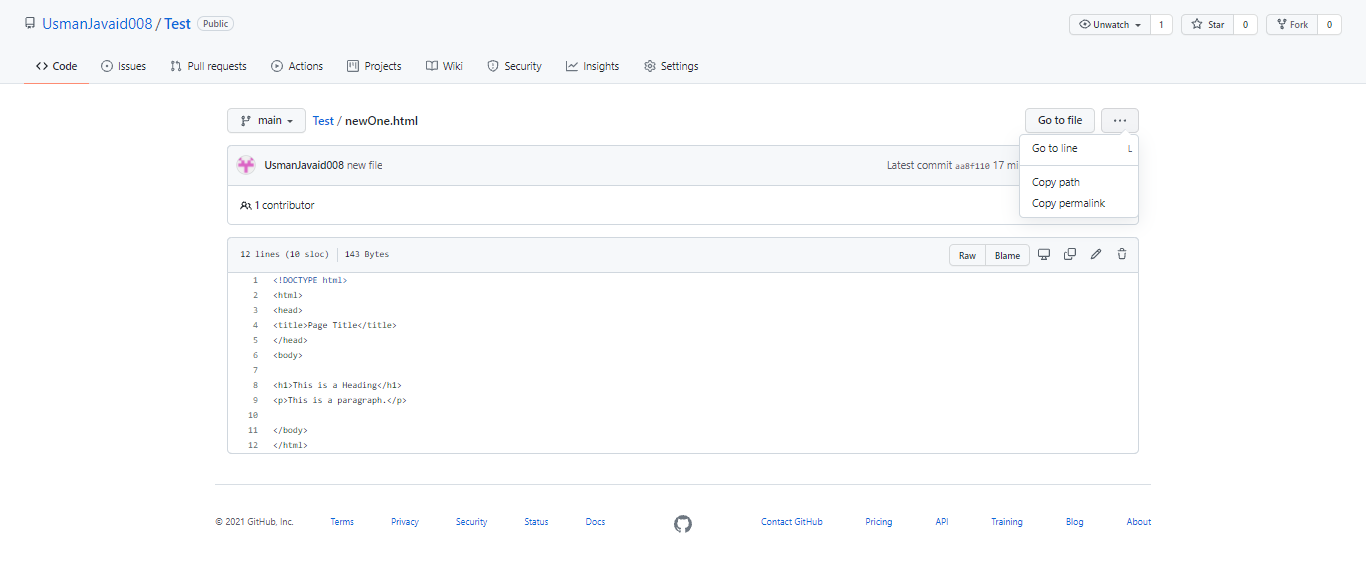 UsmanJavaid008 / Test Public
Unwatch 1 Star 0 Fork 0
Code Issues Pull requests Actions Projects Wiki Security Insights Settings
main Test / newOne.html Go to file ...
Go to line L
Copy path
Copy permalink
UsmanJavaid008 new file Latest commit aa8f110 17 mi
1 contributor
12 lines (10 sloc) 143 Bytes Raw Blame
1 <!DOCTYPE html>
2 <html>
3 <head>
4 <title>Page Title</title>
5 </head>
6 <body>
7
8 <h1>This is a Heading</h1>
9 <p>This is a paragraph.</p>
10
11 </body>
12 </html>
© 2021 GitHub, Inc. Terms Privacy Security Status Docs Contact GitHub Pricing API Training Blog About